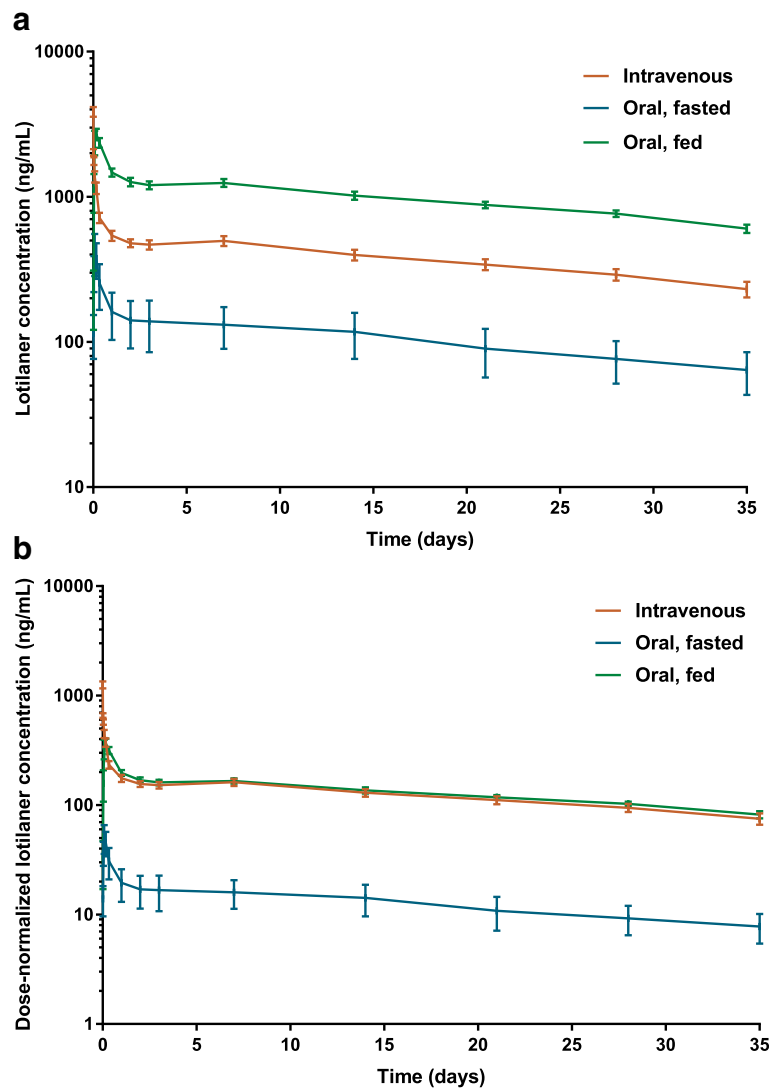 a
10000
1000
100
10
Lotilaner concentration (ng/mL)
Intravenous
Oral, fasted
Oral, fed
0 5 10 15 20 25 30 35
Time (days)
b
10000
1000
100
10
1
Dose-normalized lotilaner concentration (ng/mL)
Intravenous
Oral, fasted
Oral, fed
0 5 10 15 20 25 30 35
Time (days)